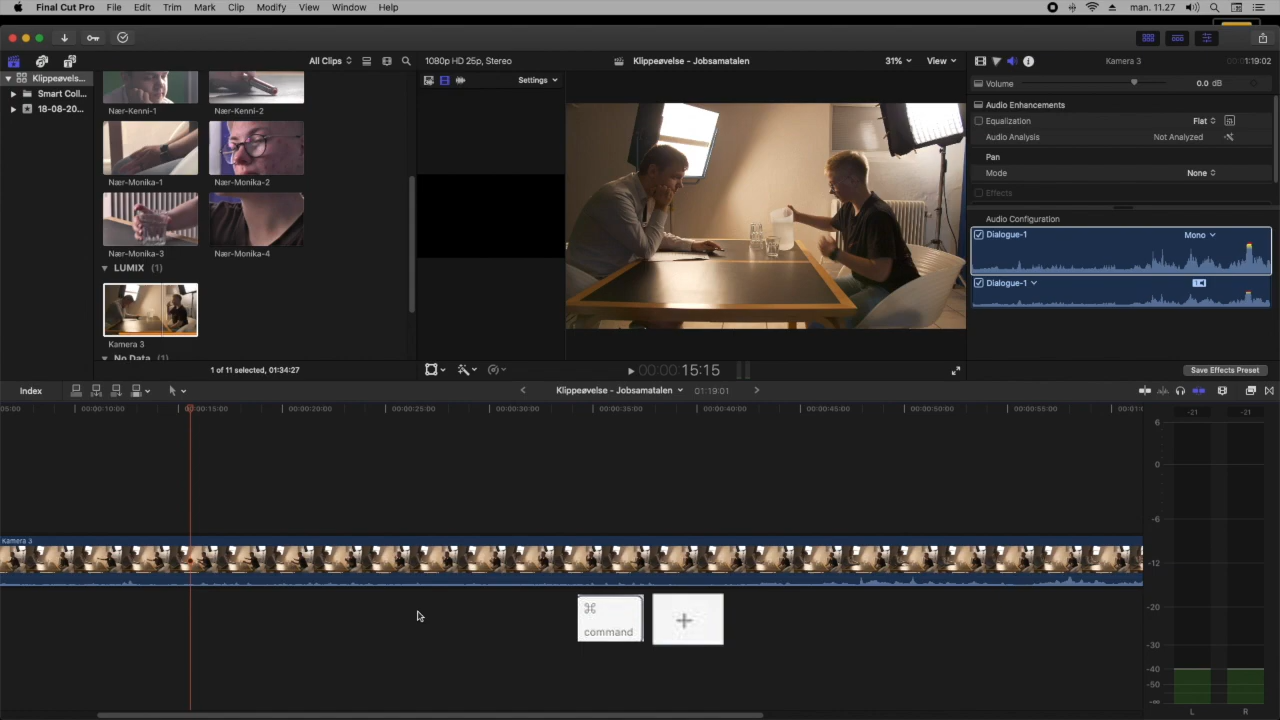 Final Cut Pro File Edit Trim Mark Clip Modify View Window Help
man. 11.27
All Clips
1080p HD 25p, Stereo
Klippeøvelse - Jobsamatalen
31%
View
Kamera 3
1:19:02
Klippeøvels...
Smart Coll...
18-08-20...
Settings
Nær-Kenni-1
Nær-Kenni-2
Nær-Monika-1
Nær-Monika-2
Nær-Monika-3
Nær-Monika-4
LUMIX (1)
Kamera 3
No Data (1)
1 of 11 selected, 01:34:27
Volume 0.0 dB
Audio Enhancements
Equalization Flat
Audio Analysis Not Analyzed
Pan
Mode None
Effects
Audio Configuration
Dialogue-1 Mono
Dialogue-1
00:00:15:15
Save Effects Preset
Index
Klippeøvelse - Jobsamatalen
01:19:01
05:00 00:00:10:00 00:00:15:00 00:00:20:00 00:00:25:00 00:00:30:00 00:00:35:00 00:00:40:00 00:00:45:00 00:00:50:00 00:00:55:00 00:01:
-21 -21
6
0
-6
-12
-20
-30
-40
-50
-∞
L R
Kamera 3
⌘
command
+